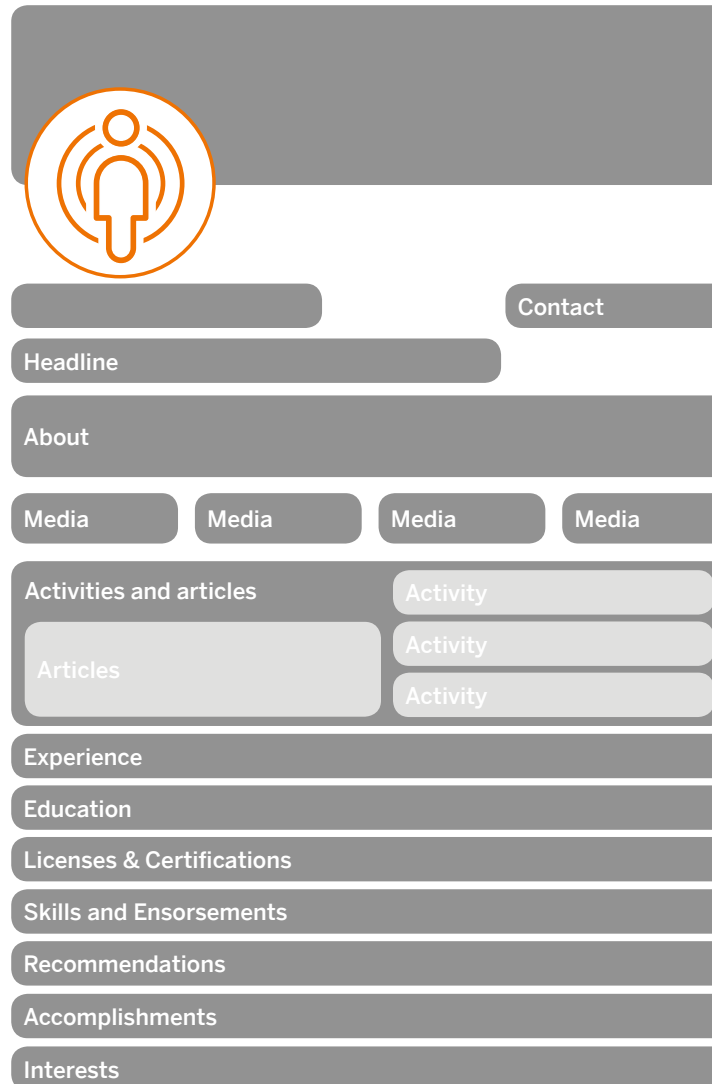 Contact
Headline
About
Media
Media
Media
Media
Activities and articles
Activity
Activity
Activity
Articles
Experience
Education
Licenses & Certifications
Skills and Ensorsements
Recommendations
Accomplishments
Interests